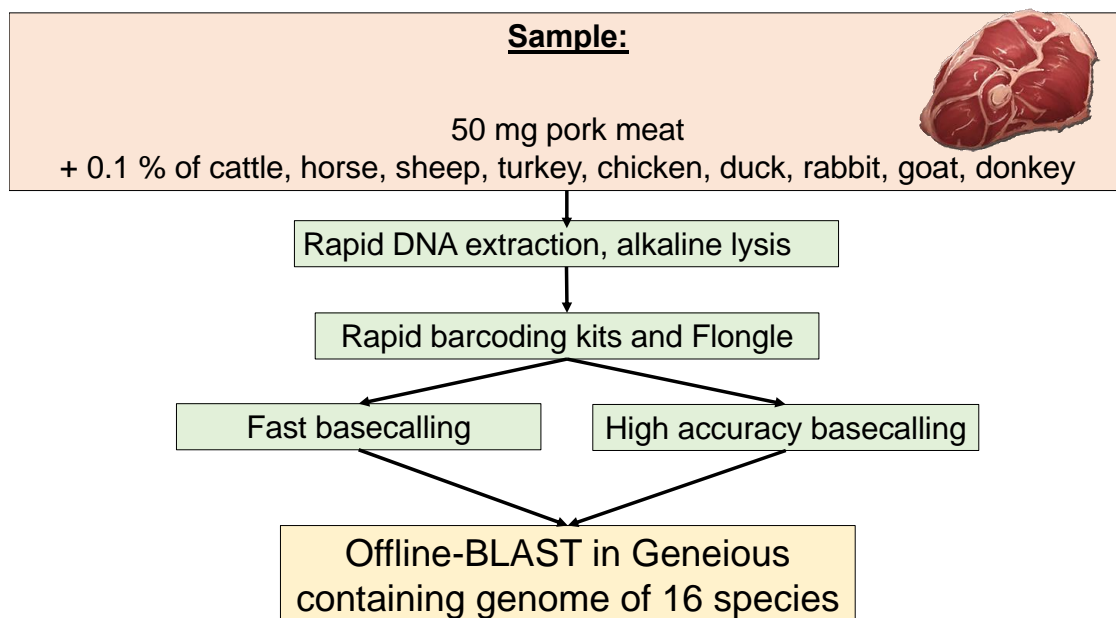 Sample:
50 mg pork meat
+ 0.1 % of cattle, horse, sheep, turkey, chicken, duck, rabbit, goat, donkey
Rapid DNA extraction, alkaline lysis
Rapid barcoding kits and Flongle
Fast basecalling
High accuracy basecalling
Offline-BLAST in Geneious
containing genome of 16 species